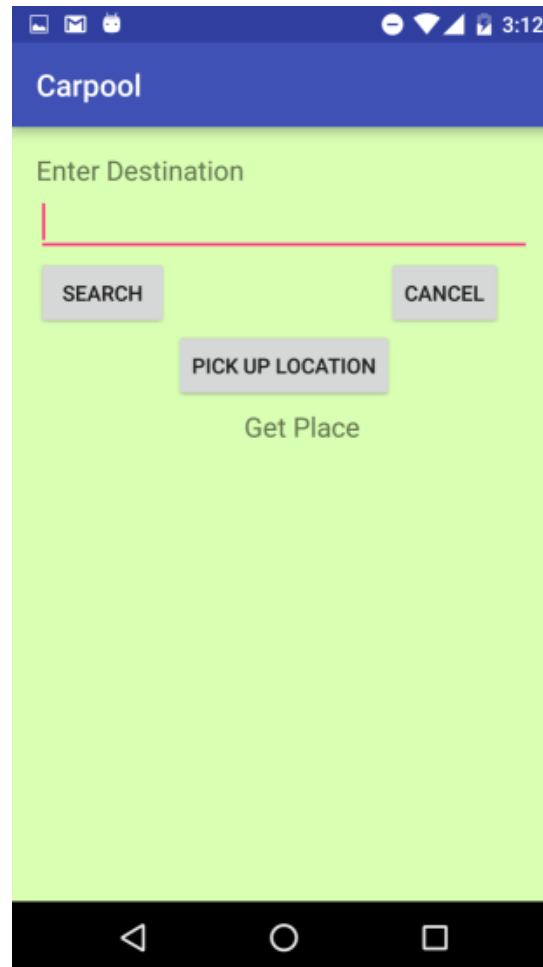 3:12
Carpool
Enter Destination
SEARCH CANCEL
PICK UP LOCATION
Get Place